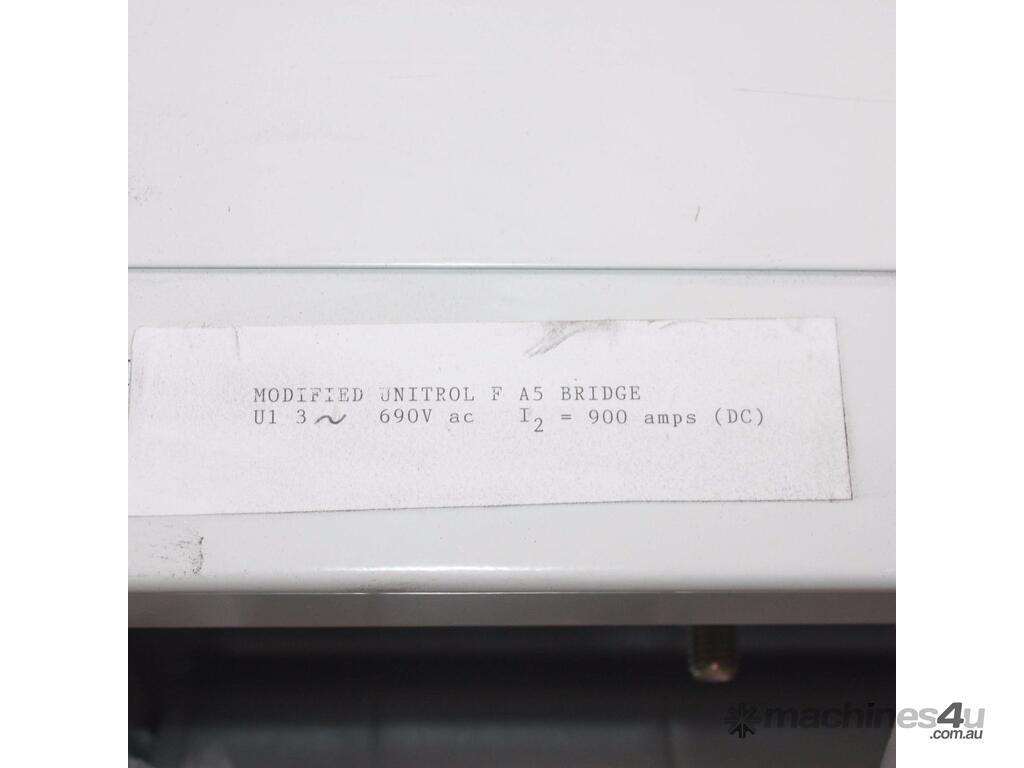 MODIFIED UNITROL F A5 BRIDGE
U1 3~ 690V ac I2 = 900 amps (DC)
machines4u
.com.au